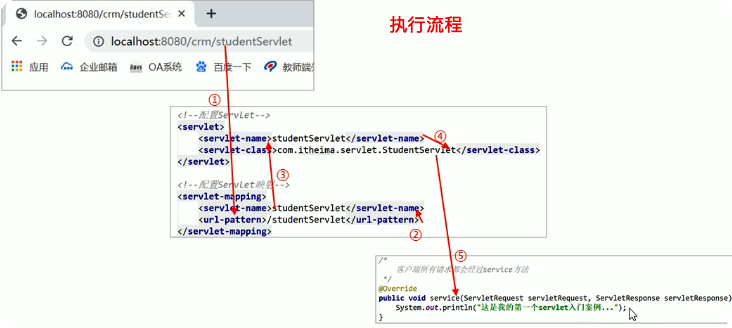 localhost:8080/crm/studentServlet
执行流程
localhost:8080/crm/studentServlet
应用 企业邮箱 OA系统 百度一下 教师端
①
<!--配置Servlet-->
<servlet>
<servlet-name>studentServlet</servlet-name>
④
<servlet-class>com.itheima.servlet.StudentServlet</servlet-class>
</servlet>
③
<!--配置Servlet映射-->
<servlet-mapping>
<servlet-name>studentServlet</servlet-name>
<url-pattern>/studentServlet</url-pattern>
②
</servlet-mapping>
⑤
/*
客户端所有请求都会经过service方法
*/
@Override
public void service(ServletRequest servletRequest, ServletResponse servletResponse)
System.out.println("这是我的第一个servlet入门案例...");
}